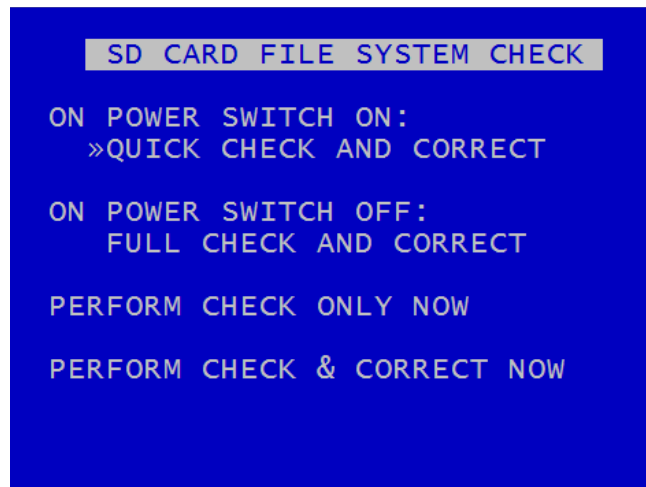 SD CARD FILE SYSTEM CHECK
ON POWER SWITCH ON:
»QUICK CHECK AND CORRECT
ON POWER SWITCH OFF:
FULL CHECK AND CORRECT
PERFORM CHECK ONLY NOW
PERFORM CHECK & CORRECT NOW